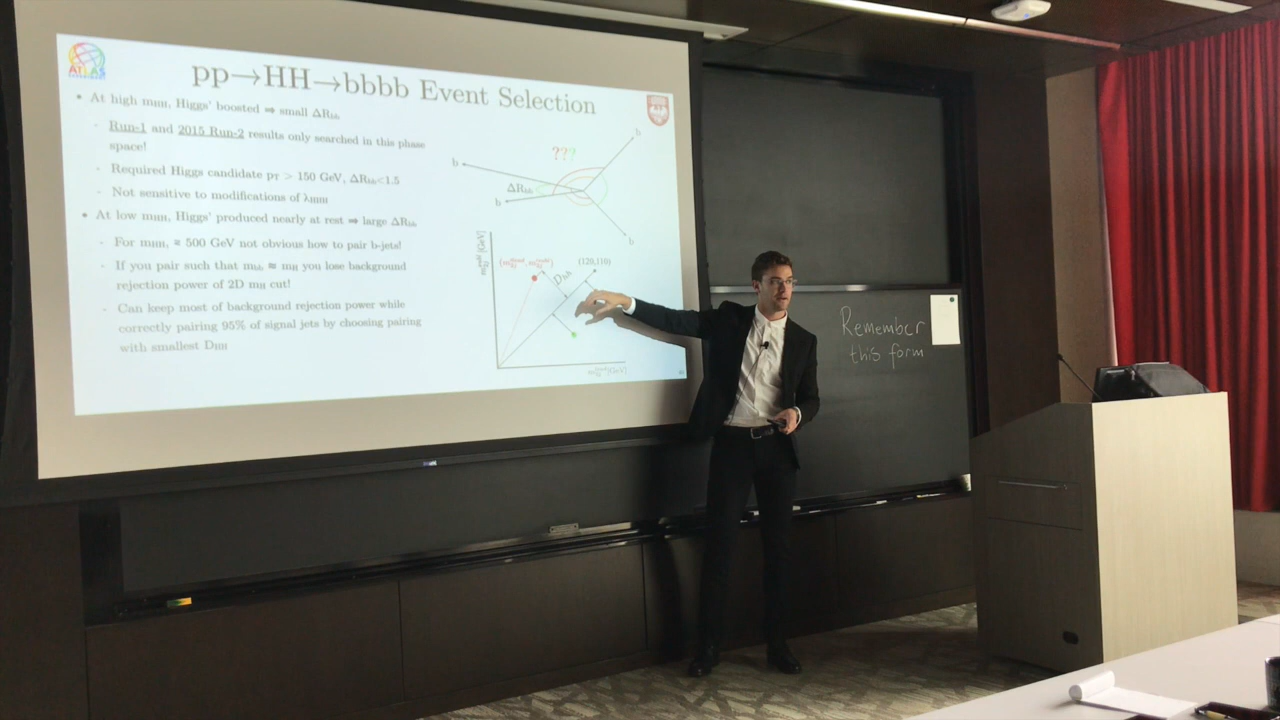 ATLAS
pp→HH→bbbb Event Selection
• At high mHH, Higgs' boosted ⇒ small ΔRbb
- Run-1 and 2015 Run-2 results only searched in this phase
space!
- Required Higgs candidate pT > 150 GeV, ΔRbb<1.5
- Not sensitive to modifications of λHHH
• At low mHH, Higgs' produced nearly at rest ⇒ large ΔRbb
- For mHH, ≈ 500 GeV not obvious how to pair b-jets!
- If you pair such that mbb ≈ mH you lose background
rejection power of 2D mH cut!
- Can keep most of background rejection power while
correctly pairing 95% of signal jets by choosing pairing
with smallest DHH
???
b
b
b
b
ΔRbb
(120,110)
Dhh
[GeV]
[GeV]
Remember
this form